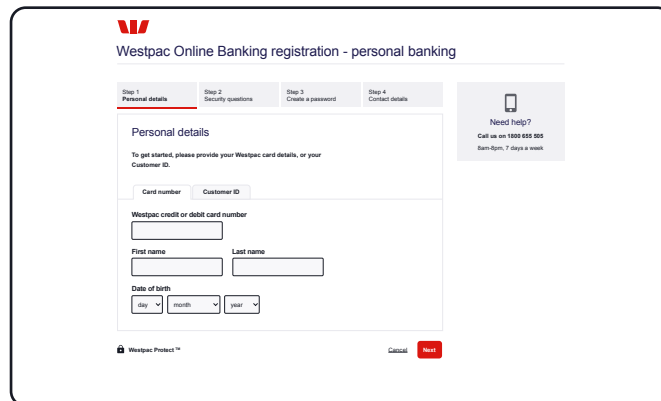 Westpac Online Banking registration - personal banking
Step 1
Personal details
Step 2
Security questions
Step 3
Create a password
Step 4
Contact details
Need help?
Call us on 1800 655 505
8am-8pm, 7 days a week
Personal details
To get started, please provide your Westpac card details, or your
Customer ID.
Card number
Customer ID
Westpac credit or debit card number
First name
Last name
Date of birth
day
month
year
Westpac Protect ™
Cancel
Next